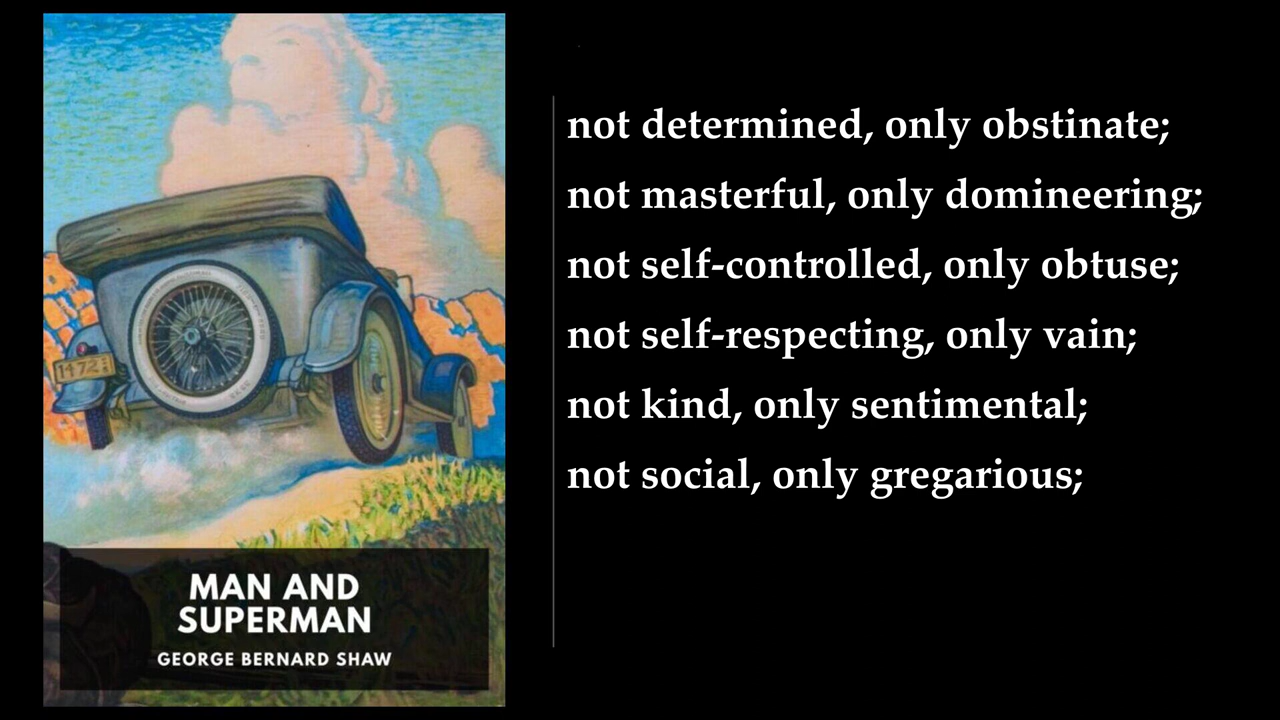 not determined, only obstinate;
not masterful, only domineering;
not self-controlled, only obtuse;
not self-respecting, only vain;
not kind, only sentimental;
not social, only gregarious;
1472
MAN AND
SUPERMAN
GEORGE BERNARD SHAW